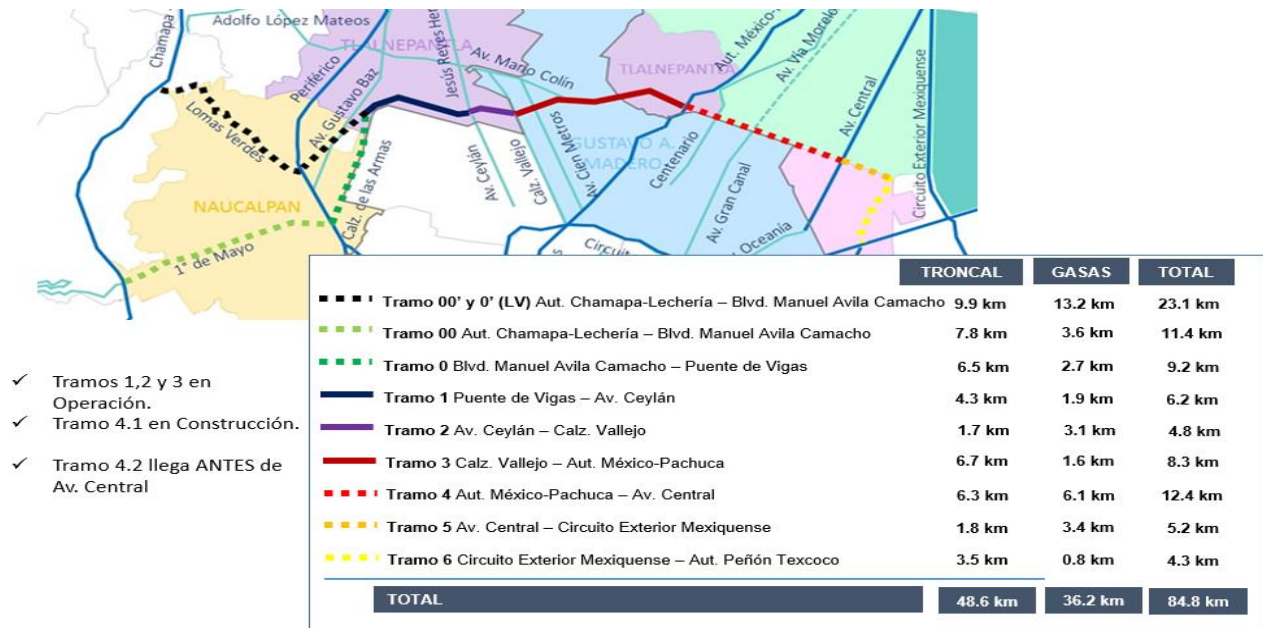 Adolfo López Mateos
Chamapa
TLALNEPANTLA
Periférico
Av. Gustavo Baz
Jesús Reyes Her
Av. Mario Colín
TLALNEPANTLA
Aut. México-
Av. Vía Morelo
Lomas Verdes
Av. Central
Circuito Exterior Mexiquense
Calz. de las Armas
Av. Ceylán
Calz. Vallejo
Av. Cien Metros
GUSTAVO A.
MADERO
Centenario
Av. Gran Canal
NAUCALPAN
1° de Mayo
Circu
Oceanía
TRONCAL GASAS TOTAL
Tramo 00' y 0' (LV) Aut. Chamapa-Lechería – Blvd. Manuel Avila Camacho 9.9 km 13.2 km 23.1 km
Tramo 00 Aut. Chamapa-Lechería – Blvd. Manuel Avila Camacho 7.8 km 3.6 km 11.4 km
Tramo 0 Blvd. Manuel Avila Camacho – Puente de Vigas 6.5 km 2.7 km 9.2 km
Tramo 1 Puente de Vigas – Av. Ceylán 4.3 km 1.9 km 6.2 km
Tramo 2 Av. Ceylán – Calz. Vallejo 1.7 km 3.1 km 4.8 km
Tramo 3 Calz. Vallejo – Aut. México-Pachuca 6.7 km 1.6 km 8.3 km
Tramo 4 Aut. México-Pachuca – Av. Central 6.3 km 6.1 km 12.4 km
Tramo 5 Av. Central – Circuito Exterior Mexiquense 1.8 km 3.4 km 5.2 km
Tramo 6 Circuito Exterior Mexiquense – Aut. Peñón Texcoco 3.5 km 0.8 km 4.3 km
TOTAL 48.6 km 36.2 km 84.8 km
✓ Tramos 1,2 y 3 en
Operación.
✓ Tramo 4.1 en Construcción.
✓ Tramo 4.2 llega ANTES de
Av. Central